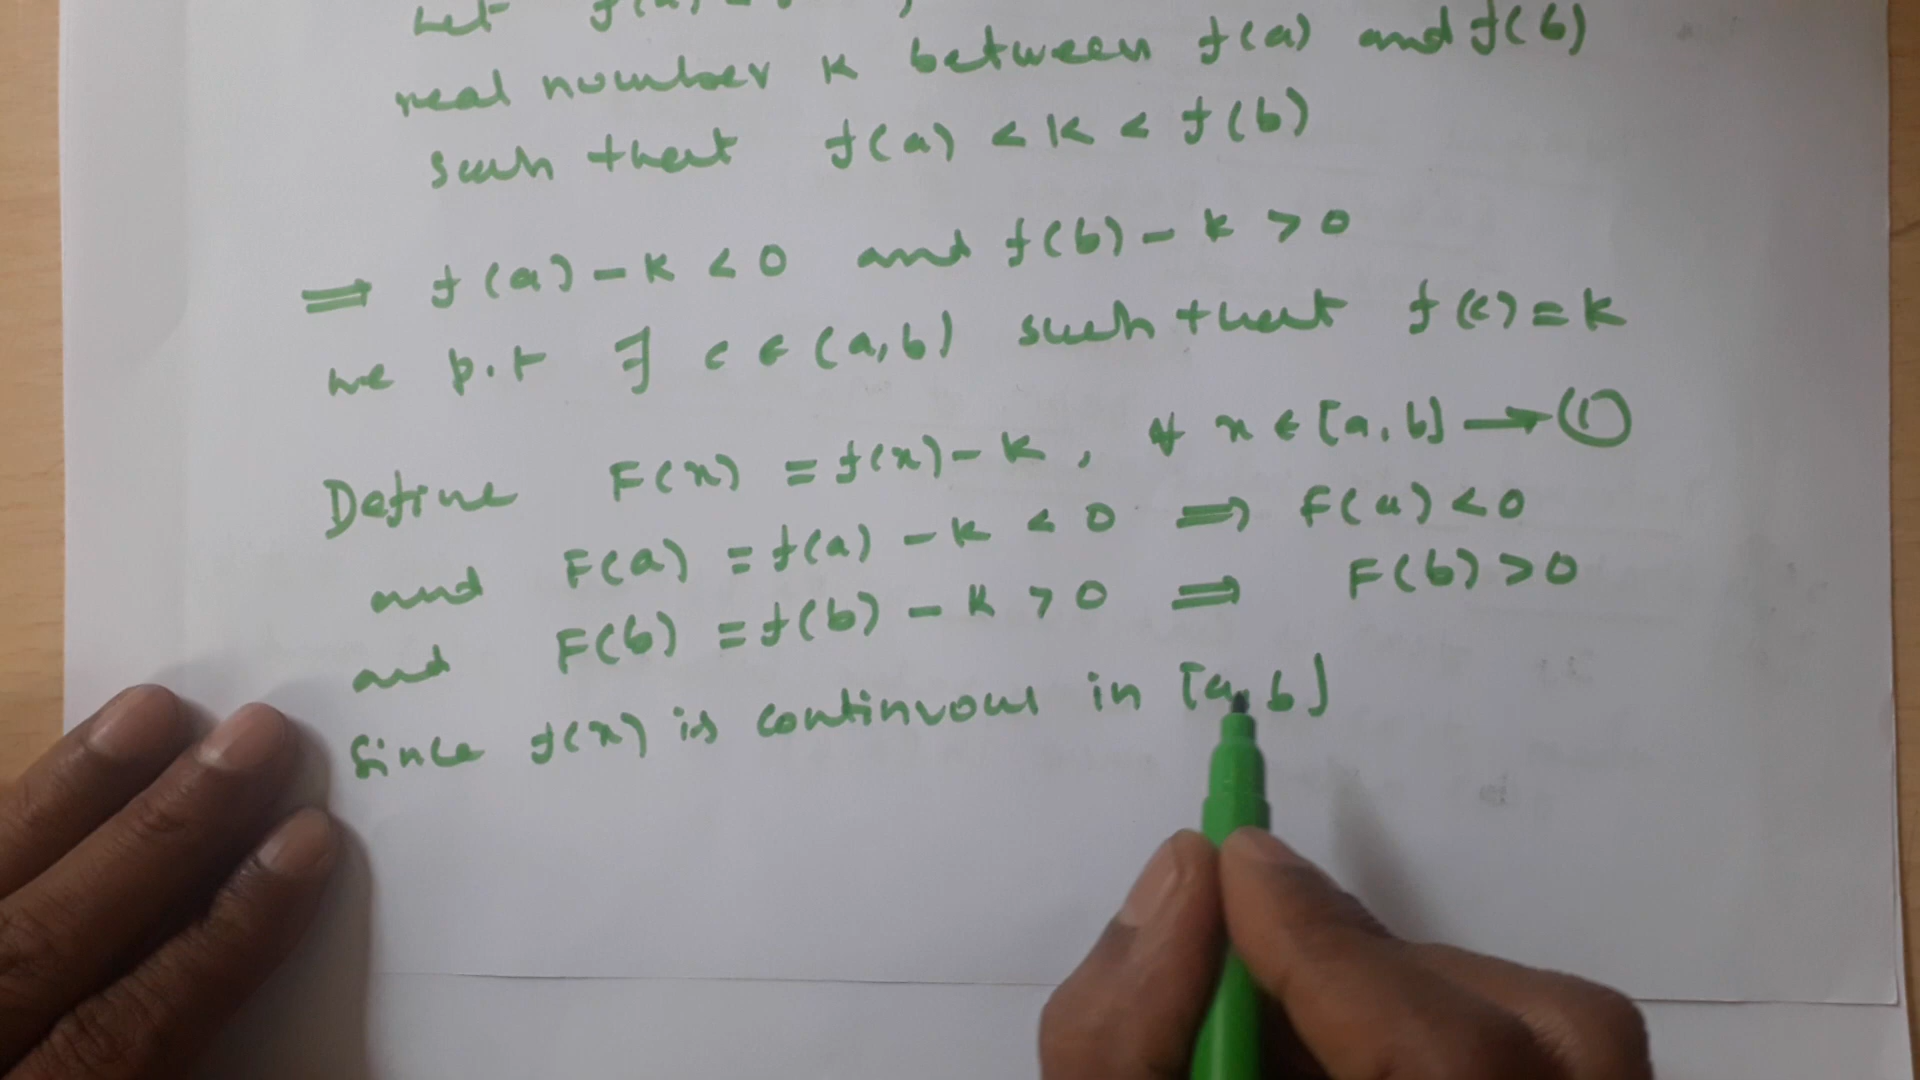 Let
real number k between f(a) and f(b)
such that f(a) < k < f(b)
⇒ f(a) - k < 0 and f(b) - k > 0
we p.t ∃ c ∈ (a,b) such that f(c) = k
Define F(x) = f(x) - k, ∀ x ∈ [a,b] → ①
and F(a) = f(a) - k < 0 ⇒ F(a) < 0
and F(b) = f(b) - k > 0 ⇒ F(b) > 0
Since f(x) is continuous in [a,b]